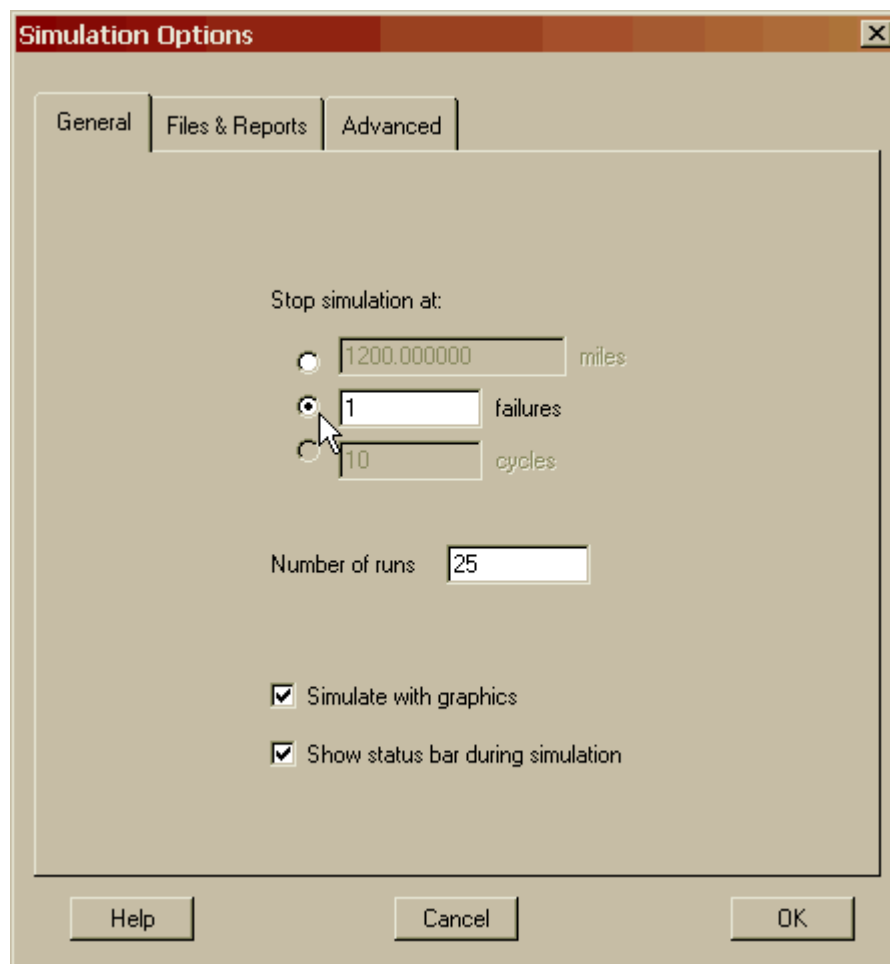 Simulation Options
General Files & Reports Advanced
Stop simulation at:
1200.000000 miles
1 failures
10 cycles
Number of runs 25
Simulate with graphics
Show status bar during simulation
Help Cancel OK